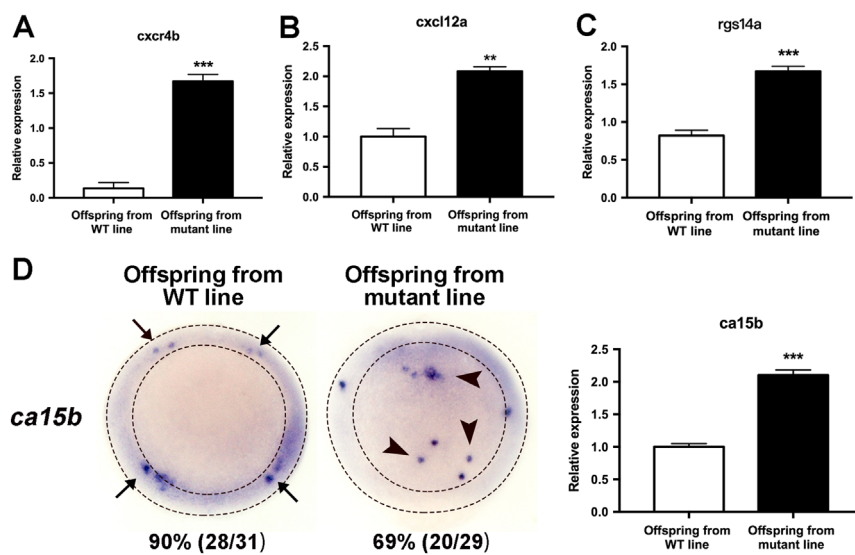 A
cxcr4b
Relative expression
2.0
1.5
1.0
0.5
0.0
***
Offspring from
WT line
Offspring from
mutant line
B
cxcl12a
Relative expression
2.5
2.0
1.5
1.0
0.5
0.0
**
Offspring from
WT line
Offspring from
mutant line
C
rgs14a
Relative expression
2.0
1.5
1.0
0.5
0.0
***
Offspring from
WT line
Offspring from
mutant line
D
Offspring from
WT line
Offspring from
mutant line
ca15b
90% (28/31)
69% (20/29)
ca15b
Relative expression
2.5
2.0
1.5
1.0
0.5
0.0
***
Offspring from
WT line
Offspring from
mutant line